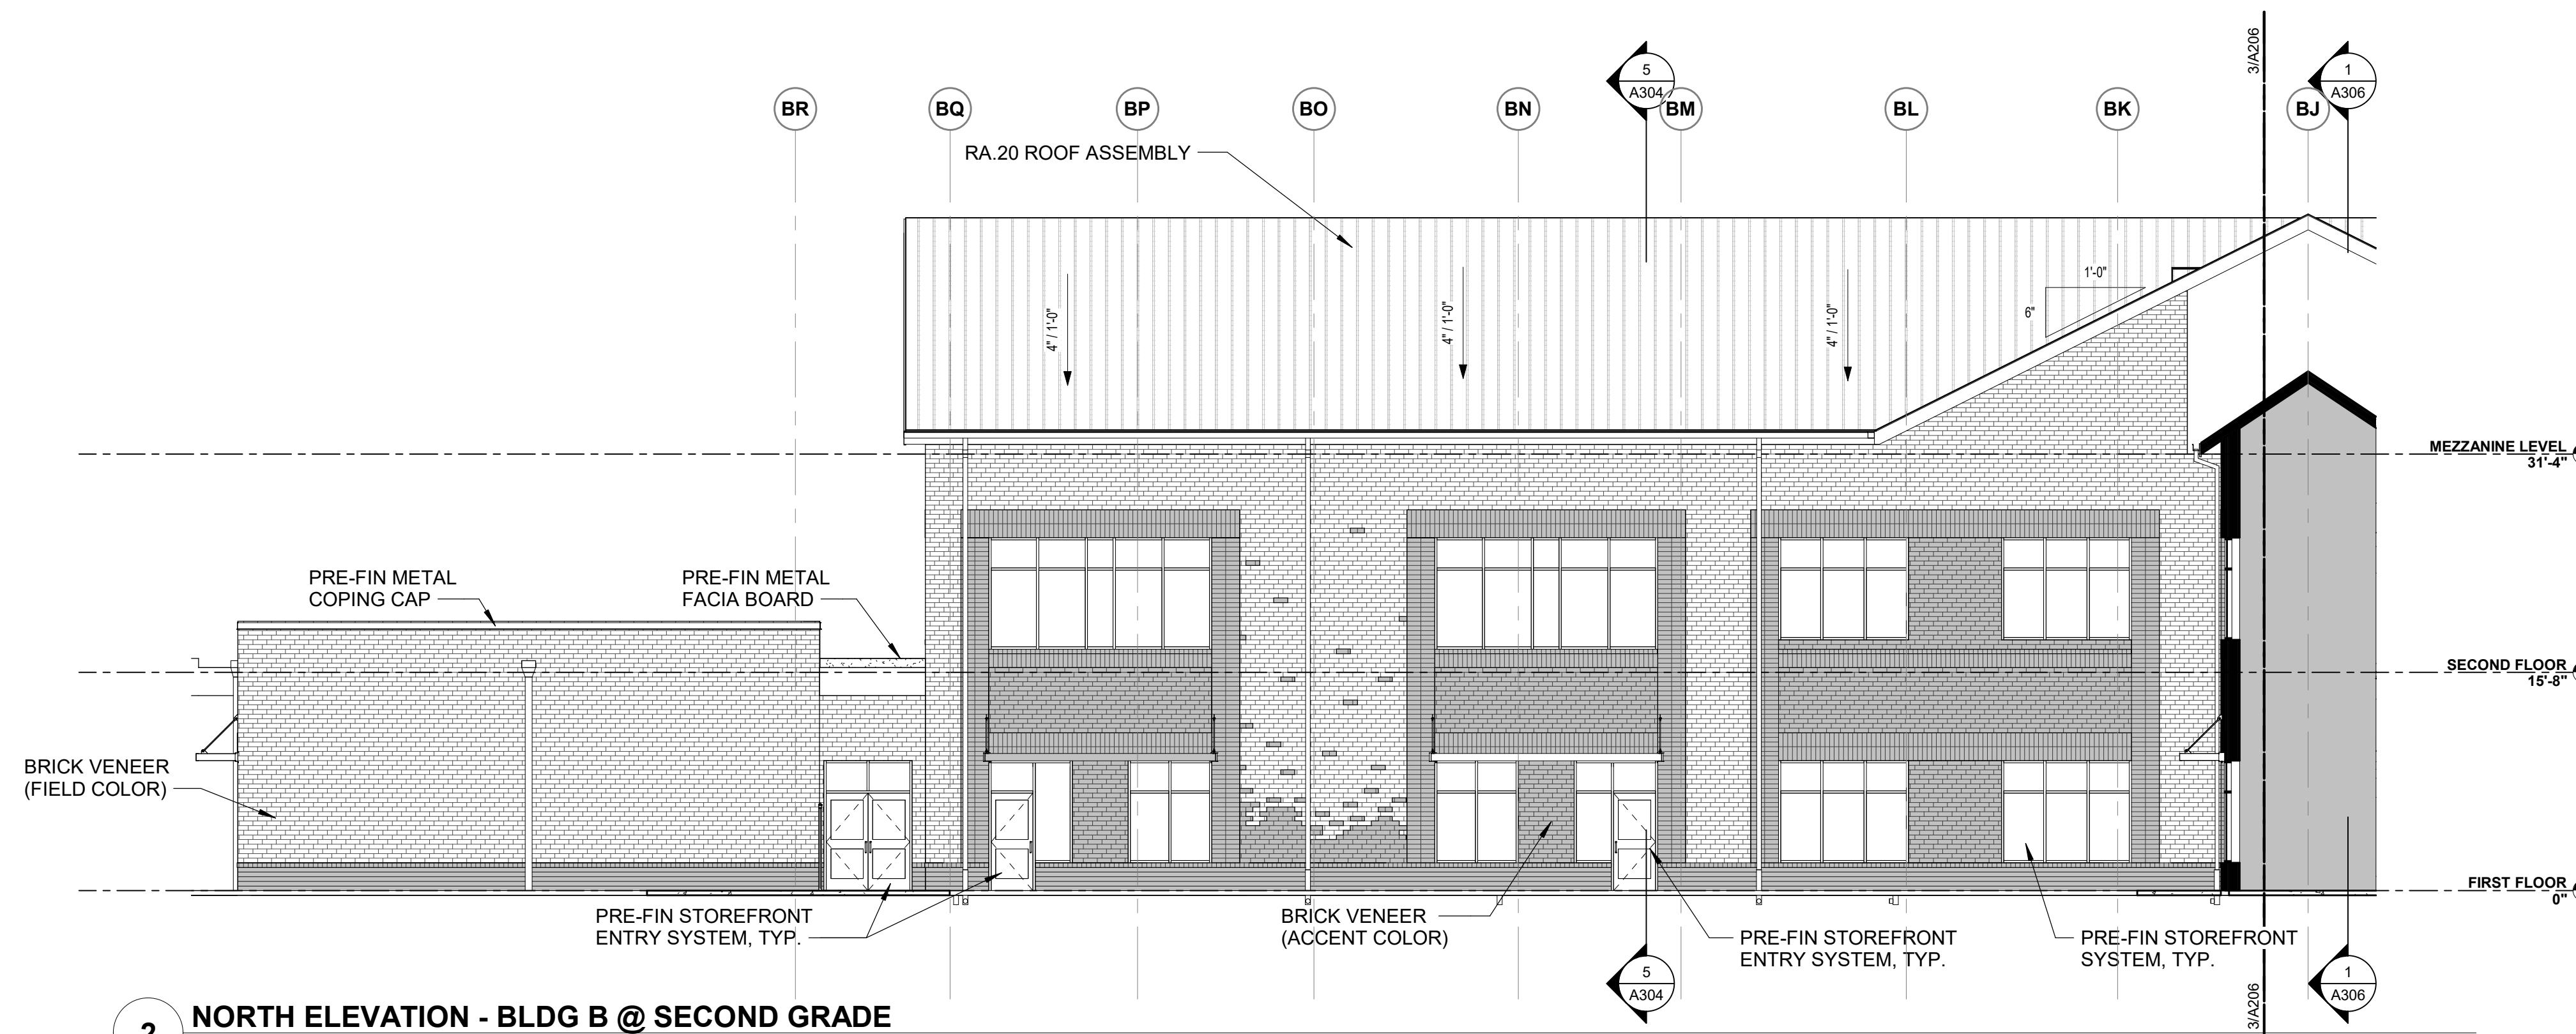 3/A206
5
A304
1
A306
BR
BQ
BP
BO
BN
BM
BL
BK
BJ
RA.20 ROOF ASSEMBLY
1'-0"
6"
4" / 1'-0"
4" / 1'-0"
4" / 1'-0"
MEZZANINE LEVEL
31'-4"
PRE-FIN METAL
COPING CAP
PRE-FIN METAL
FACIA BOARD
SECOND FLOOR
15'-8"
BRICK VENEER
(FIELD COLOR)
FIRST FLOOR
0"
PRE-FIN STOREFRONT
ENTRY SYSTEM, TYP.
BRICK VENEER
(ACCENT COLOR)
PRE-FIN STOREFRONT
ENTRY SYSTEM, TYP.
PRE-FIN STOREFRONT
SYSTEM, TYP.
5
A304
1
A306
3/A206
2
NORTH ELEVATION - BLDG B @ SECOND GRADE